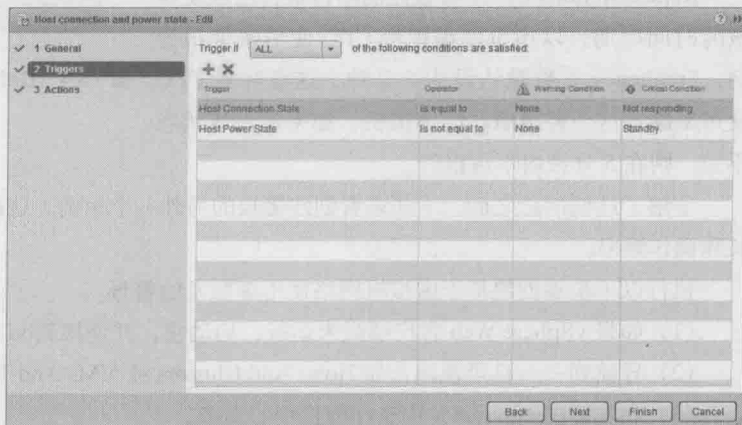 Host connection and power state - Edit
1 General
2 Triggers
3 Actions
Trigger if ALL of the following conditions are satisfied:
Trigger Operator Warning Condition Critical Condition
Host Connection State Is equal to None Not responding
Host Power State Is not equal to None Standby
Back Next Finish Cancel